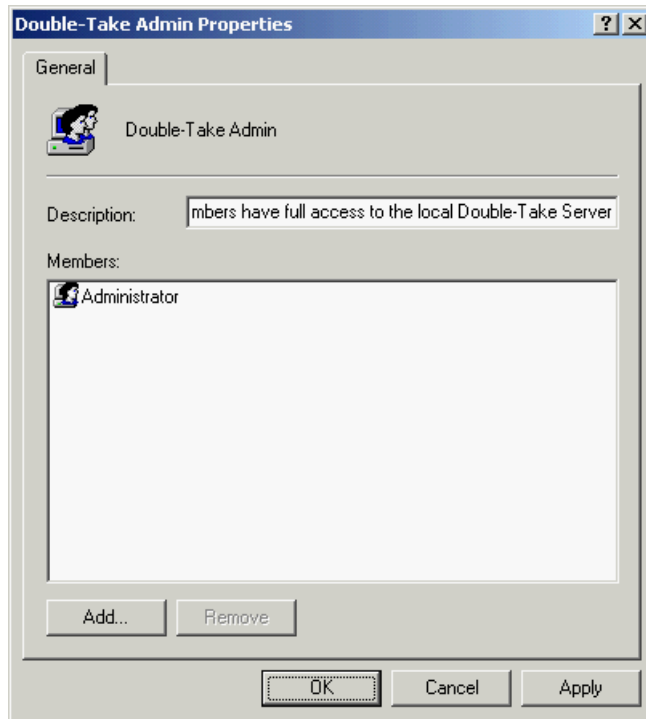 Double-Take Admin Properties
General
Double-Take Admin
Description: mbers have full access to the local Double-Take Server
Members:
Administrator
Add... Remove
OK Cancel Apply